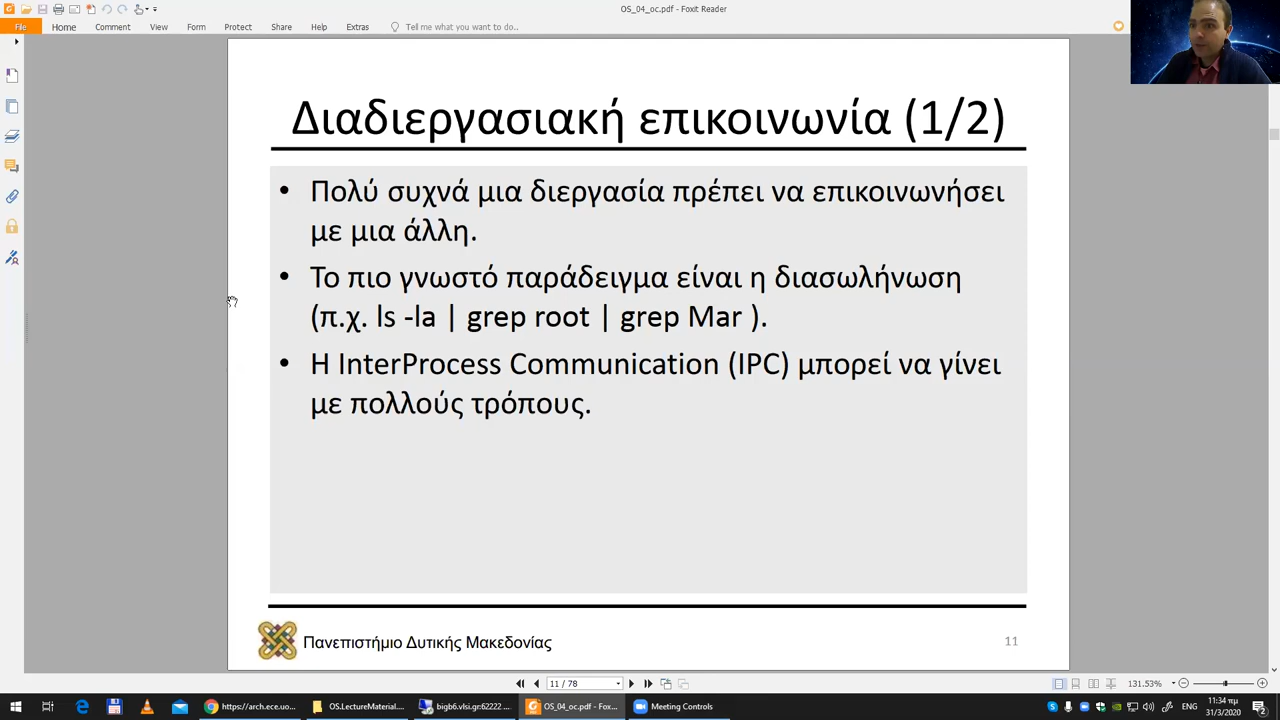 OS_04_oc.pdf - Foxit Reader
File Home Comment View Form Protect Share Help Extras Tell me what you want to do..
Διαδιεργασιακή επικοινωνία (1/2)
• Πολύ συχνά μια διεργασία πρέπει να επικοινωνήσει
με μια άλλη.
• Το πιο γνωστό παράδειγμα είναι η διασωλήνωση
(π.χ. ls -la | grep root | grep Mar ).
• Η InterProcess Communication (IPC) μπορεί να γίνει
με πολλούς τρόπους.
Πανεπιστήμιο Δυτικής Μακεδονίας
11
11 / 78
131.53%
https://arch.ece.uo...
OS.LectureMaterial....
bigb6.vlsi.gr:62222 ...
OS_04_oc.pdf - Fox...
Meeting Controls
ENG
11:34 πμ
31/3/2020